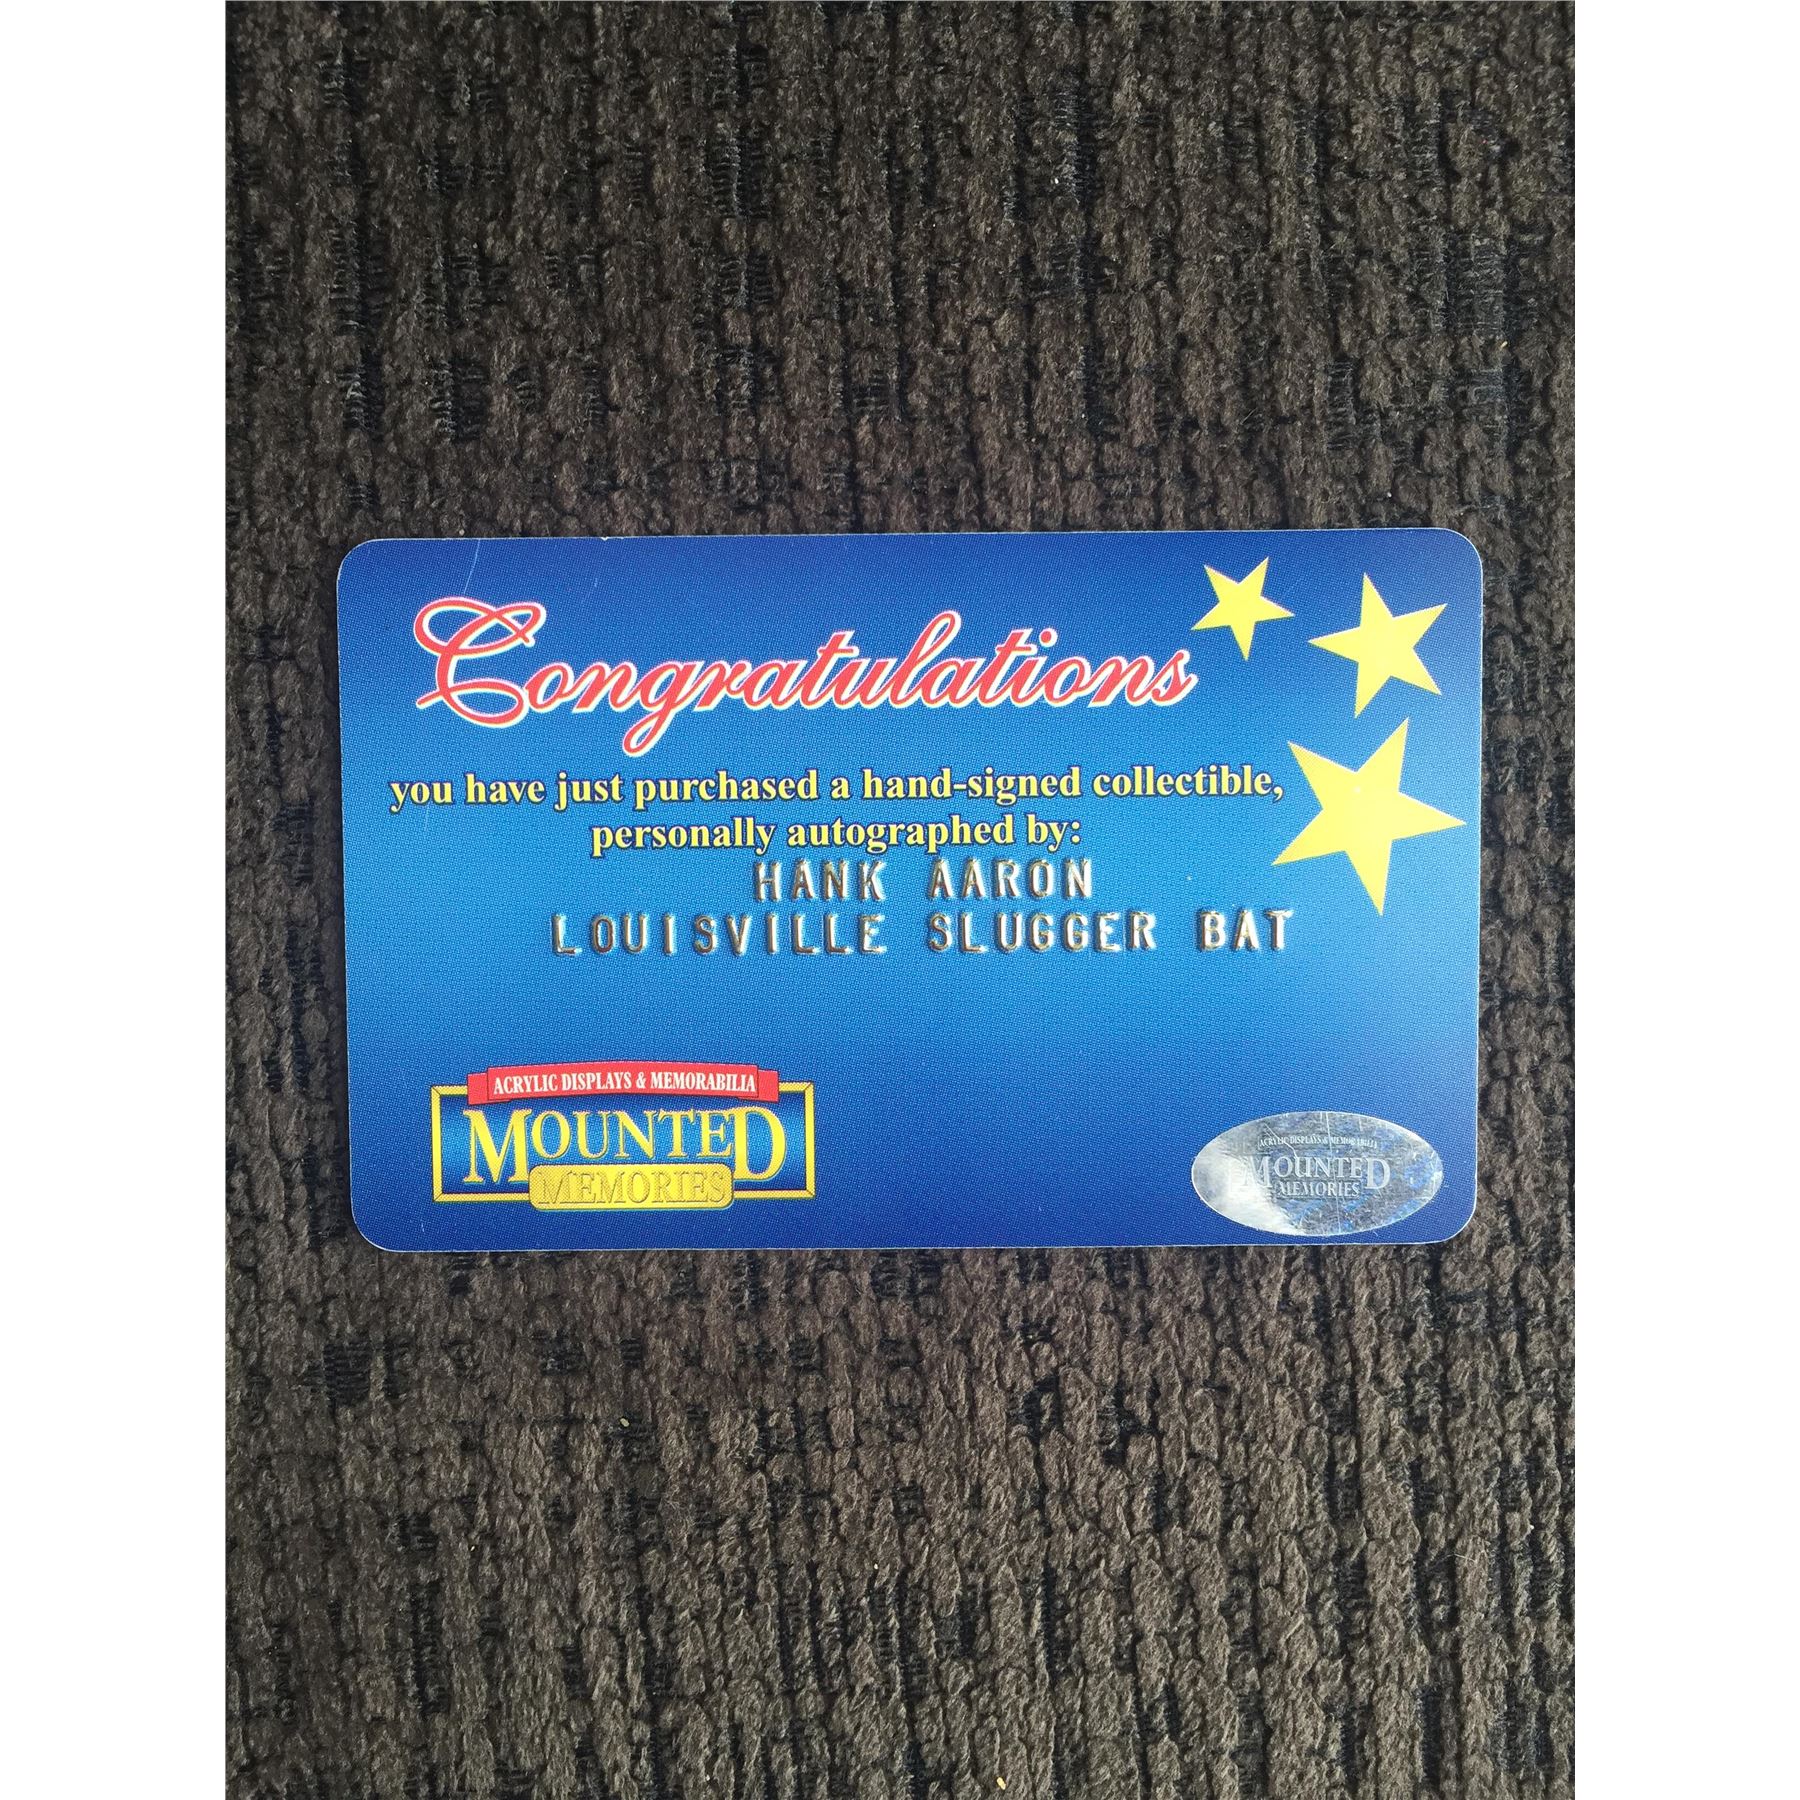 Congratulations
you have just purchased a hand-signed collectible,
personally autographed by:
HANK AARON
LOUISVILLE SLUGGER BAT
ACRYLIC DISPLAYS & MEMORABILIA
MOUNTED
MEMORIES
ACRYLIC DISPLAYS & MEMORABILIA
MOUNTED
MEMORIES